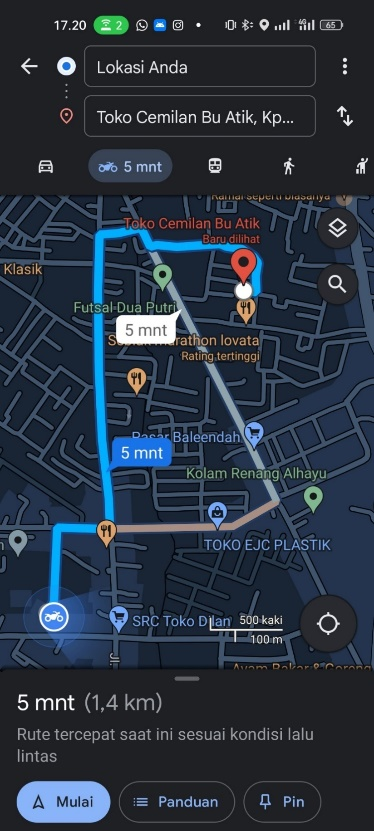 17.20
2
4G
65
Lokasi Anda
Toko Cemilan Bu Atik, Kp...
5 mnt
Ramai seperti biasanya
Toko Cemilan Bu Atik
Baru dilihat
Klasik
Futsal Dua Putri
5 mnt
marathon lovata
Rating tertinggi
Pasar Baleendah
5 mnt
Kolam Renang Alhayu
TOKO EJC PLASTIK
SRC Toko Dilan
500 kaki
100 m
Ayam Bakar & Goreng
5 mnt (1,4 km)
Rute tercepat saat ini sesuai kondisi lalu
lintas
Mulai
Panduan
Pin